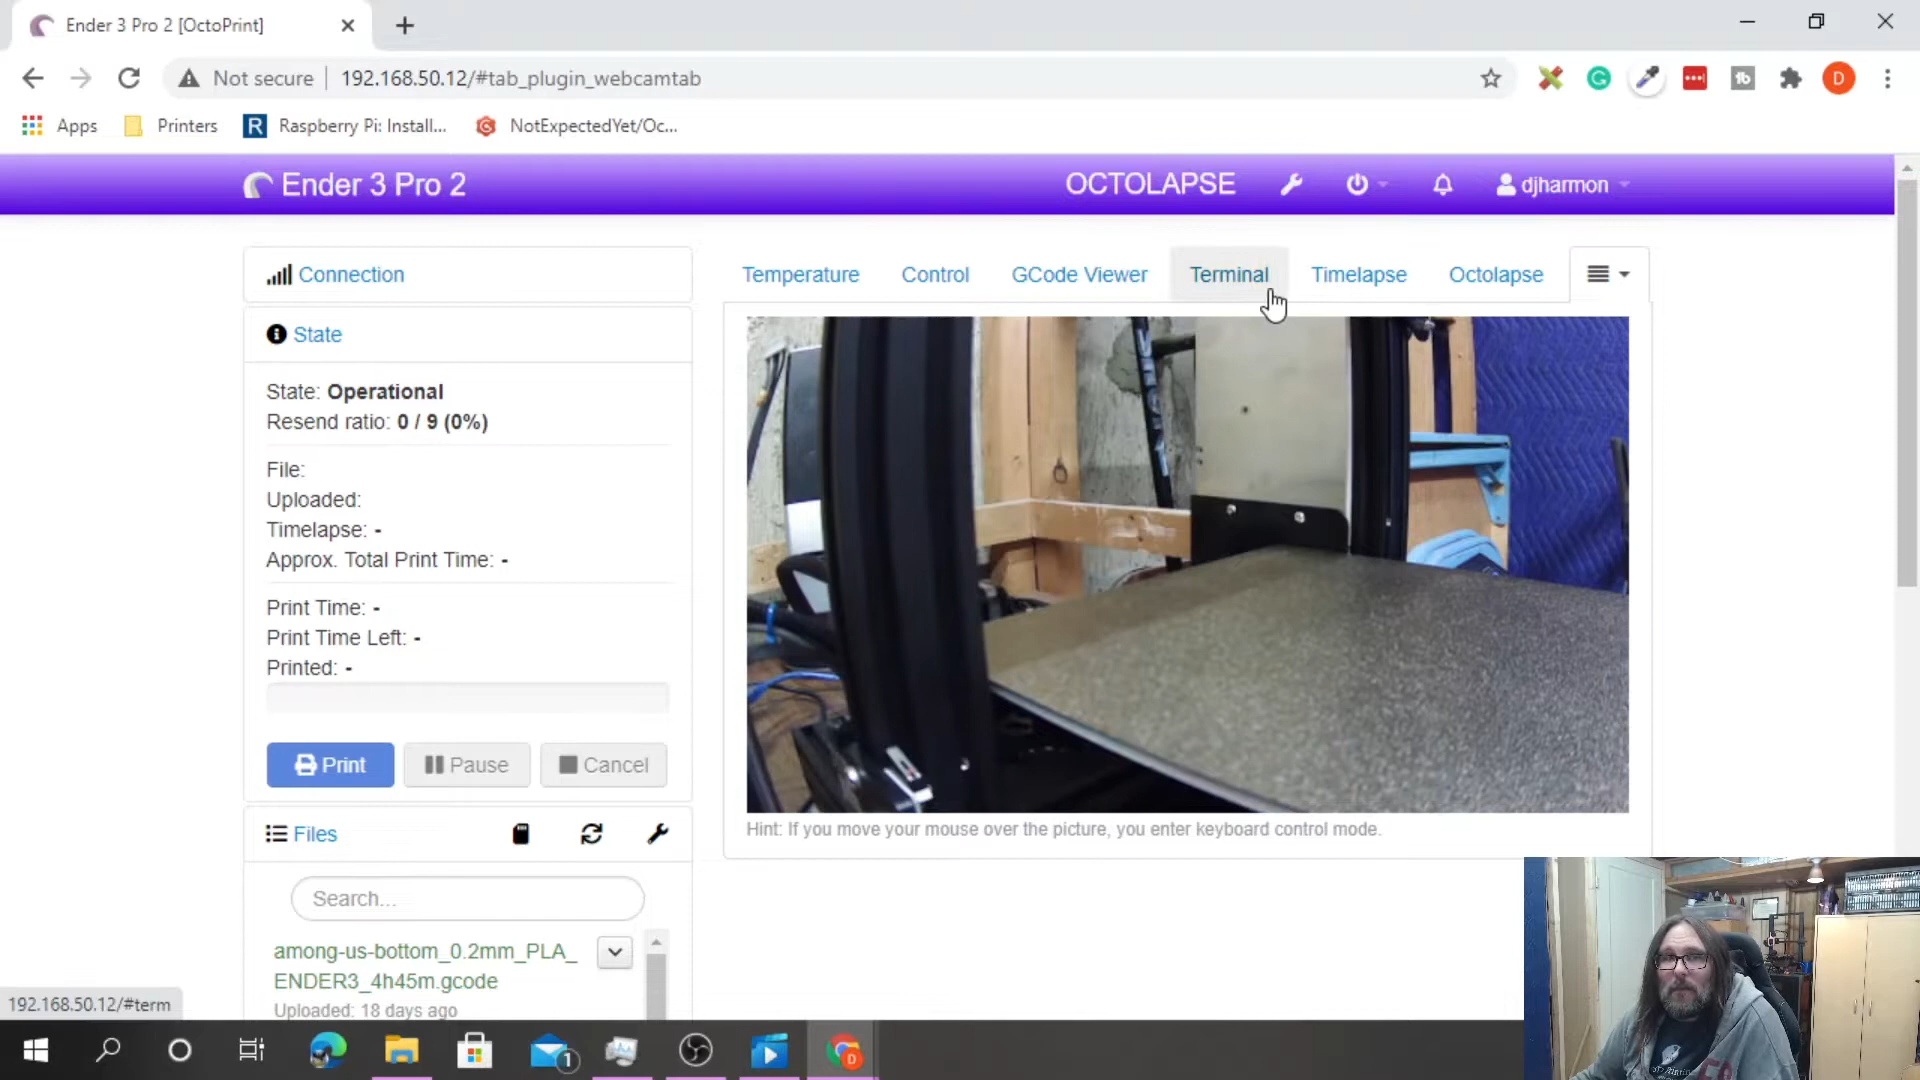 Ender 3 Pro 2 [OctoPrint]
Not secure
192.168.50.12/#tab_plugin_webcamtab
D
Apps
Printers
Raspberry Pi: Install...
NotExpectedYet/Oc...
Ender 3 Pro 2
OCTOLAPSE
djharmon
Connection
Temperature
Control
GCode Viewer
Terminal
Timelapse
Octolapse
State
State: Operational
Resend ratio: 0 / 9 (0%)
File:
Uploaded:
Timelapse: -
Approx. Total Print Time: -
Print Time: -
Print Time Left: -
Printed: -
Print
Pause
Cancel
Hint: If you move your mouse over the picture, you enter keyboard control mode.
Files
Search...
among-us-bottom_0.2mm_PLA_
ENDER3_4h45m.gcode
Uploaded: 18 days ago
192.168.50.12/#term
1
D